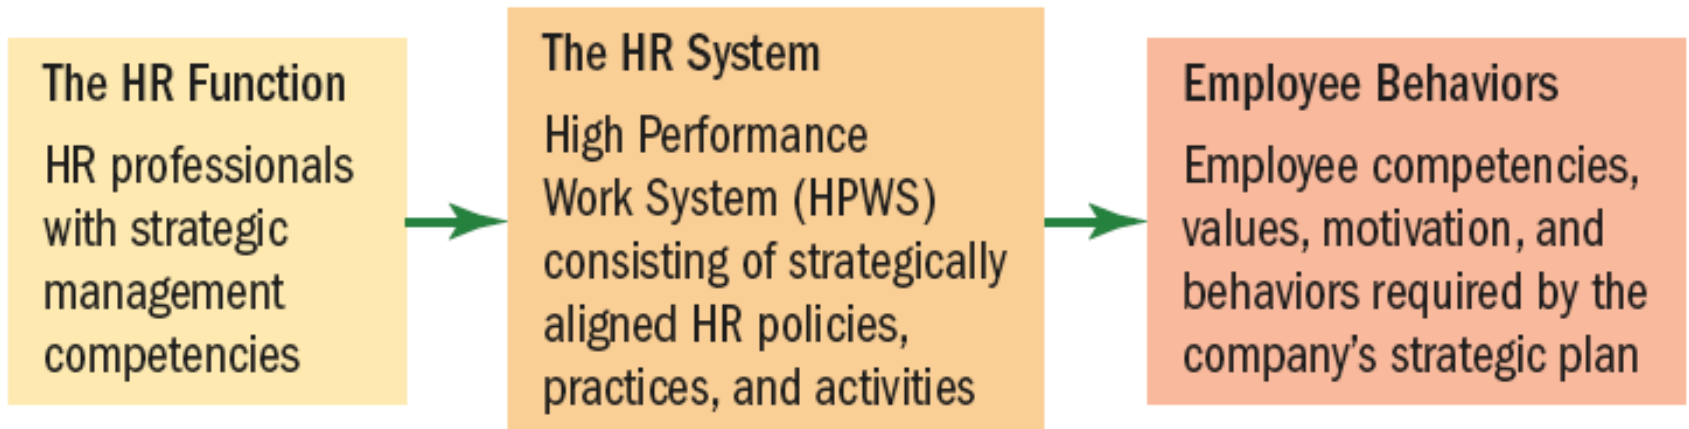 The HR Function
HR professionals
with strategic
management
competencies
The HR System
High Performance
Work System (HPWS)
consisting of strategically
aligned HR policies,
practices, and activities
Employee Behaviors
Employee competencies,
values, motivation, and
behaviors required by the
company’s strategic plan